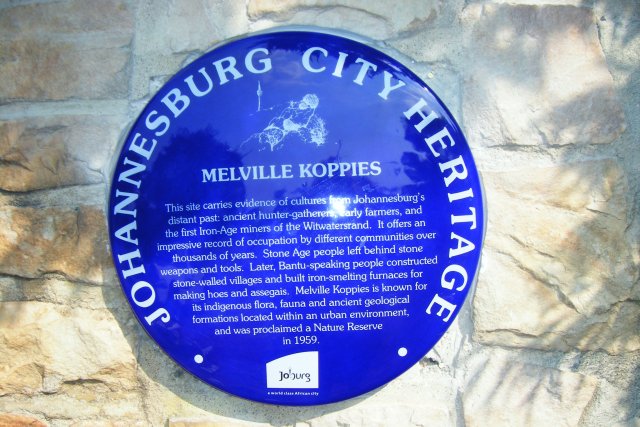 JOHANNESBURG CITY HERITAGE
MELVILLE KOPPIES
This site carries evidence of cultures from Johannesburg's
distant past: ancient hunter-gatherers, early farmers, and
the first Iron-Age miners of the Witwatersrand. It offers an
impressive record of occupation by different communities over
thousands of years. Stone Age people left behind stone
weapons and tools. Later, Bantu-speaking people constructed
stone-walled villages and built iron-smelting furnaces for
making hoes and assegais. Melville Koppies is known for
its indigenous flora, fauna and ancient geological
formations located within an urban environment,
and was proclaimed a Nature Reserve
in 1959.
Joburg
a world class African city